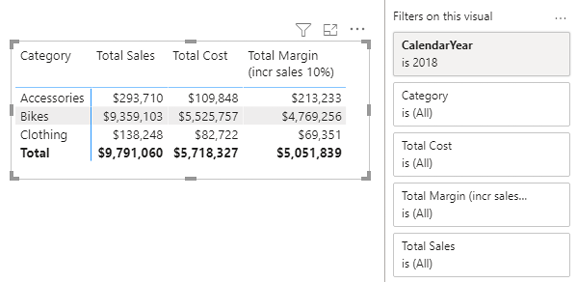 Category Total Sales Total Cost Total Margin
(incr sales 10%)
Accessories $293,710 $109,848 $213,233
Bikes $9,359,103 $5,525,757 $4,769,256
Clothing $138,248 $82,722 $69,351
Total $9,791,060 $5,718,327 $5,051,839
Filters on this visual ...
CalendarYear
is 2018
Category
is (All)
Total Cost
is (All)
Total Margin (incr sales...
is (All)
Total Sales
is (All)